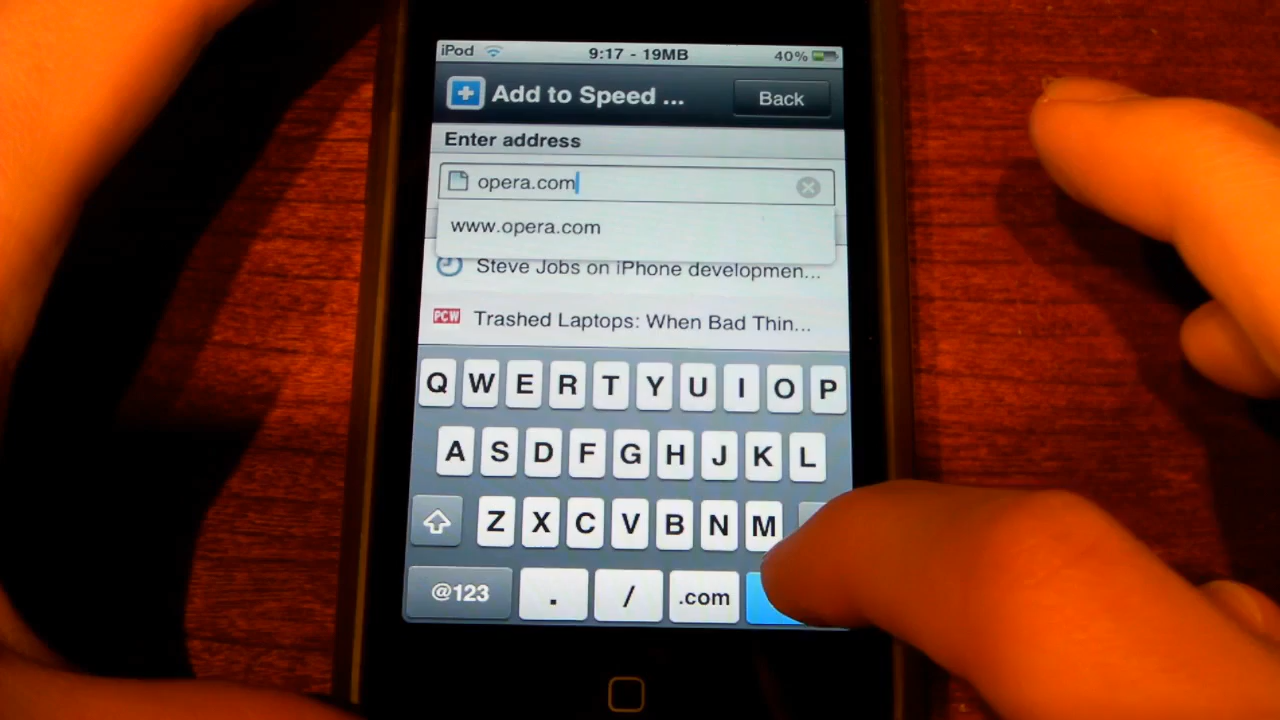 iPod 9:17 - 19MB 40%
Add to Speed ... Back
Enter address
opera.com
www.opera.com
Steve Jobs on iPhone developmen...
PCW Trashed Laptops: When Bad Thin...
Q W E R T Y U I O P
A S D F G H J K L
Z X C V B N M
@123 . / .com